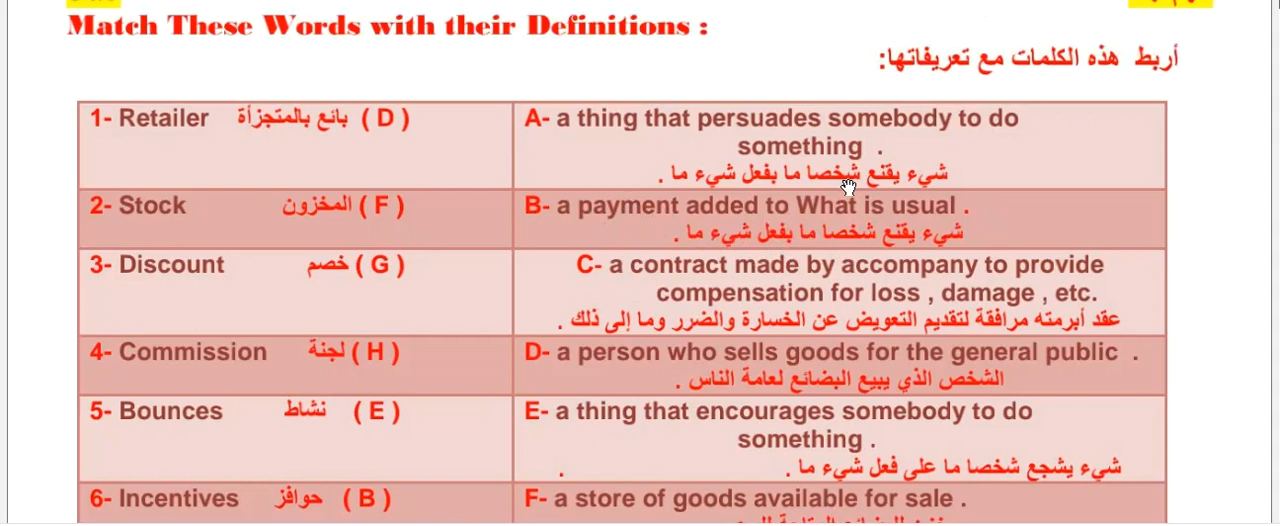 Match These Words with their Definitions :
أربط هذه الكلمات مع تعريفاتها:
1- Retailer بائع بالمتجزأة ( D )
A- a thing that persuades somebody to do
something .
شيء يقنع شخصا ما بفعل شيء ما .
2- Stock المخزون ( F )
B- a payment added to What is usual .
شيء يقنع شخصا ما بفعل شيء ما .
3- Discount خصم ( G )
C- a contract made by accompany to provide
compensation for loss , damage , etc.
عقد أبرمته مرافقة لتقديم التعويض عن الخسارة والضرر وما إلى ذلك .
4- Commission لجنة ( H )
D- a person who sells goods for the general public .
الشخص الذي يبيع البضائع لعامة الناس .
5- Bounces نشاط ( E )
E- a thing that encourages somebody to do
something .
شيء يشجع شخصا ما على فعل شيء ما . .
6- Incentives حوافز ( B )
F- a store of goods available for sale .